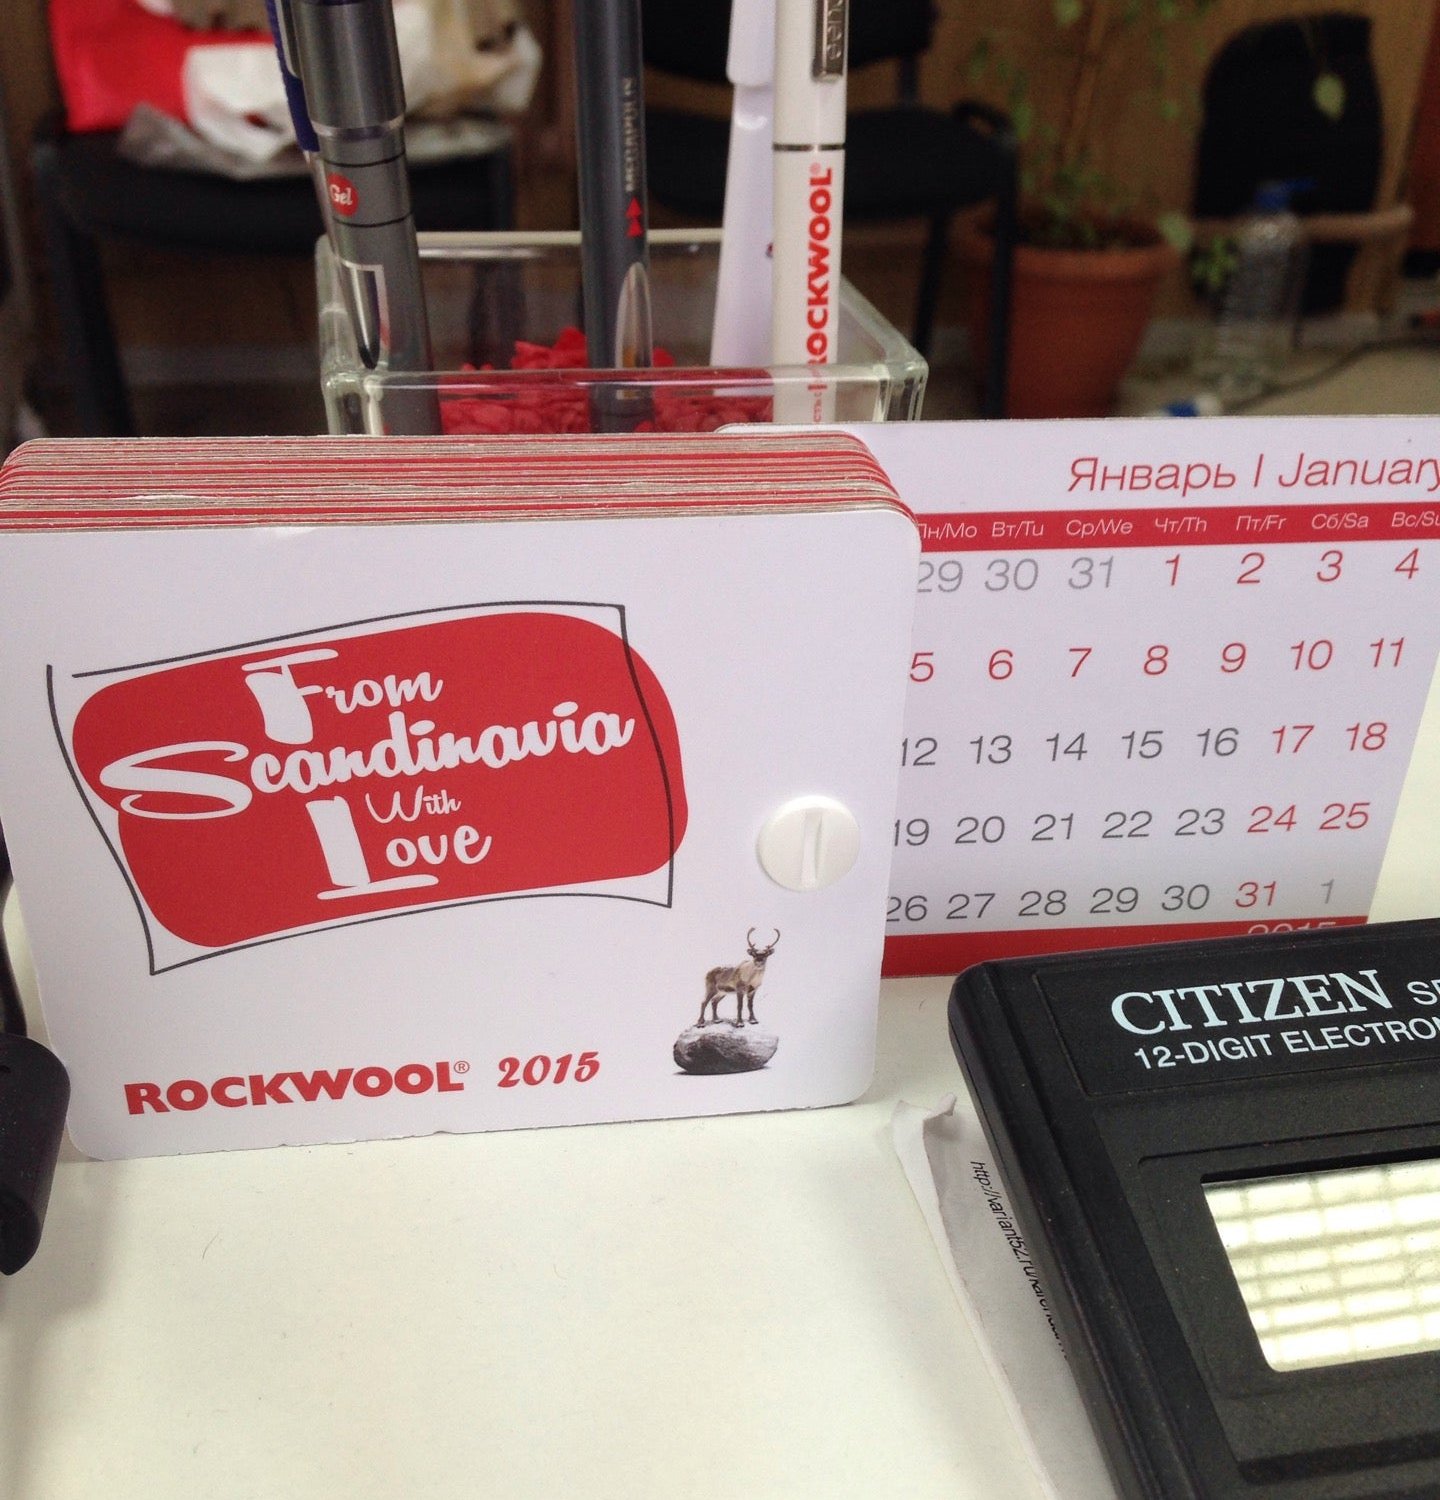 Gel
ROCKWOOL®
Январь | January
Пн/Mo Вт/Tu Ср/We Чт/Th Пт/Fr Сб/Sa Вс/Su
29 30 31 1 2 3 4
5 6 7 8 9 10 11
12 13 14 15 16 17 18
19 20 21 22 23 24 25
26 27 28 29 30 31 1
2015
From
Scandinavia
With
Love
ROCKWOOL® 2015
CITIZEN
12-DIGIT